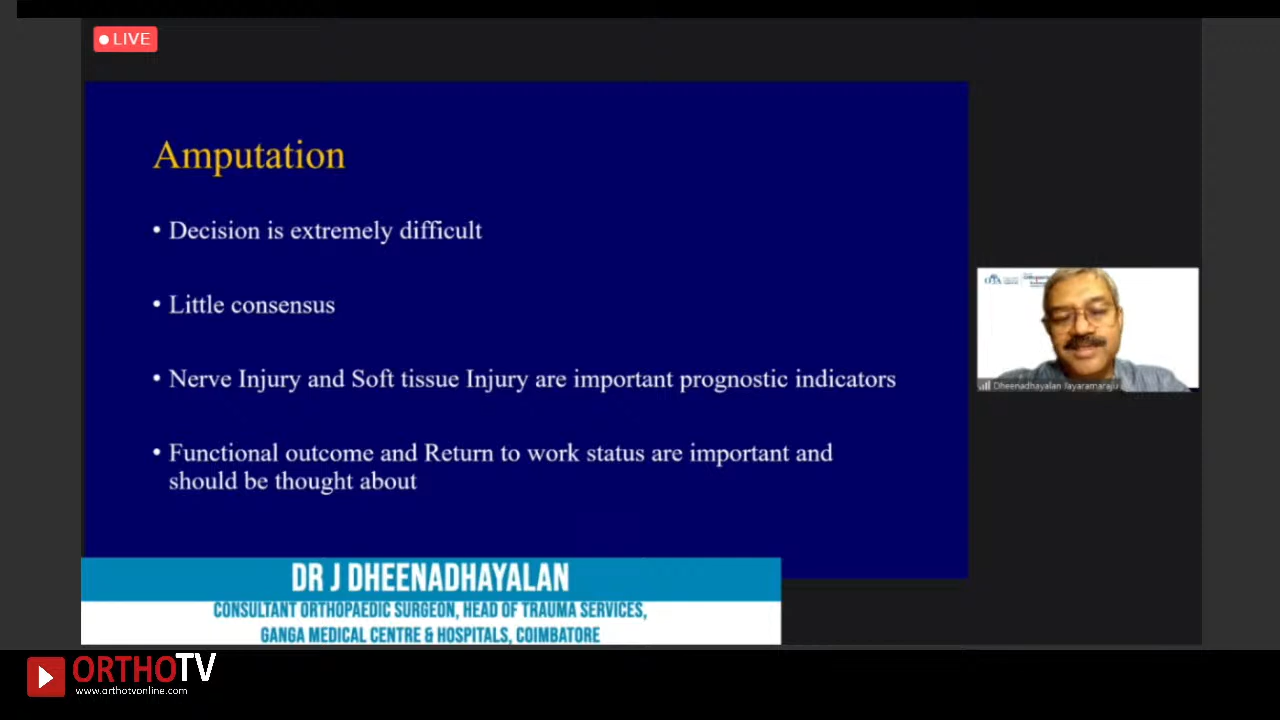 LIVE
Amputation
• Decision is extremely difficult
• Little consensus
• Nerve Injury and Soft tissue Injury are important prognostic indicators
• Functional outcome and Return to work status are important and
should be thought about
Dheenadhayalan Jayaramaraju
DR J DHEENADHAYALAN
CONSULTANT ORTHOPAEDIC SURGEON, HEAD OF TRAUMA SERVICES,
GANGA MEDICAL CENTRE & HOSPITALS, COIMBATORE
ORTHOTV
www.orthotvonline.com